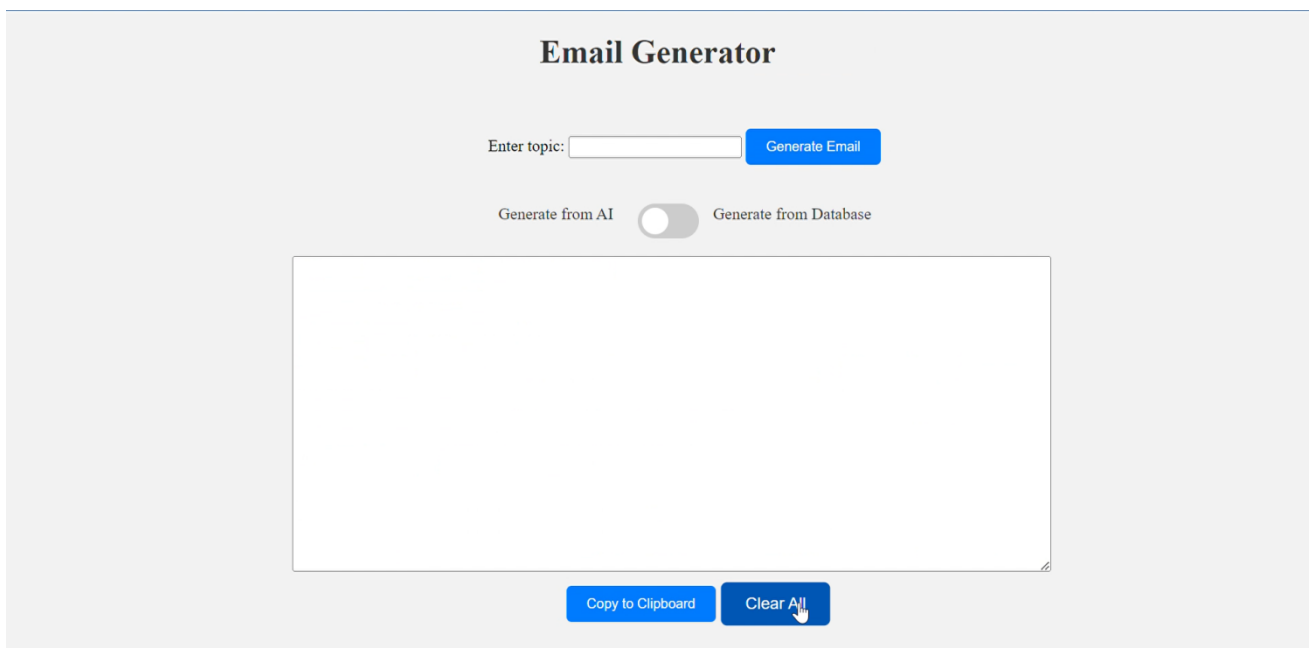 Email Generator
Enter topic: Generate Email
Generate from AI Generate from Database
Copy to Clipboard Clear All